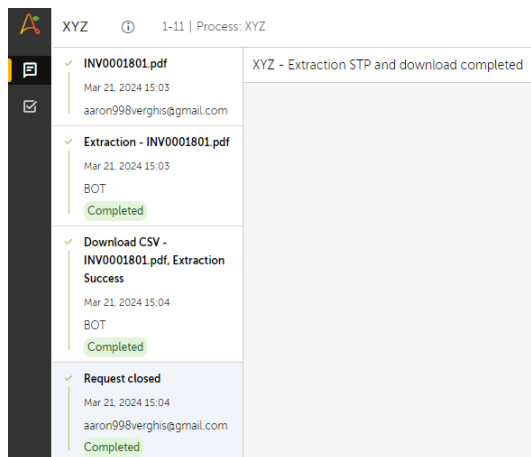 XYZ
1-11 | Process: XYZ
INV0001801.pdf
Mar 21, 2024 15:03
aaron998verghis@gmail.com
Extraction - INV0001801.pdf
Mar 21, 2024 15:03
BOT
Completed
Download CSV -
INV0001801.pdf, Extraction
Success
Mar 21, 2024 15:04
BOT
Completed
Request closed
Mar 21, 2024 15:04
aaron998verghis@gmail.com
Completed
XYZ - Extraction STP and download completed